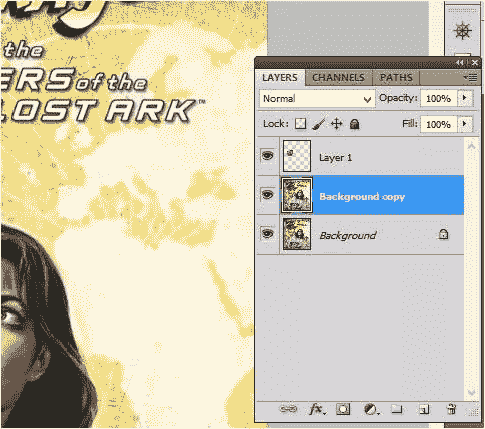 the
ERS of the
LOST ARK™
LAYERS CHANNELS PATHS
Normal Opacity: 100%
Lock: Fill: 100%
Layer 1
Background copy
Background
fx.